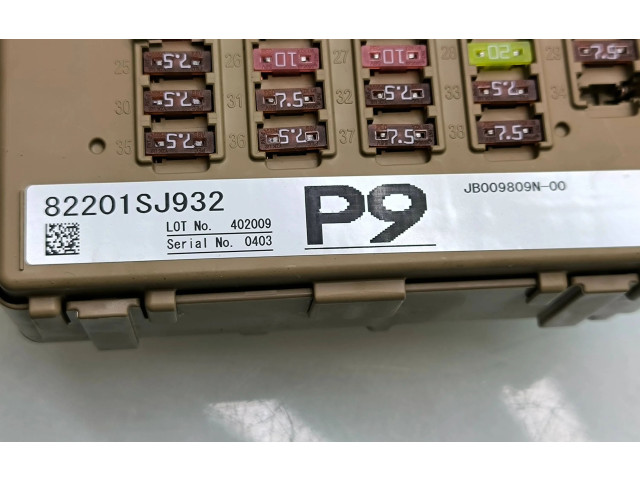 25 7.5 26 10 27 10 28 20 29 7.5
30 7.5 31 7.5 32 7.5 33 7.5 34
35 7.5 36 7.5 37 7.5 38 7.5
82201SJ932 P9 JB009809N-00
LOT No. 402009
Serial No. 0403